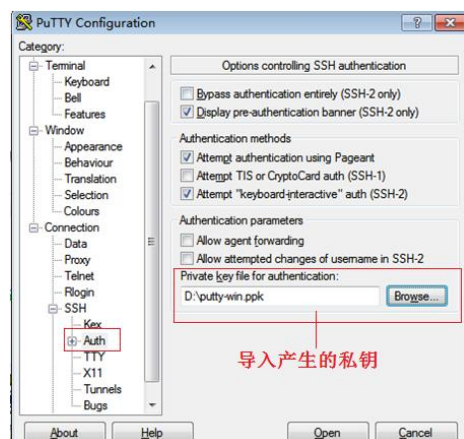 PuTTY Configuration
Category:
Terminal
Keyboard
Bell
Features
Window
Appearance
Behaviour
Translation
Selection
Colours
Connection
Data
Proxy
Telnet
Rlogin
SSH
Kex
Auth
TTY
X11
Tunnels
Bugs
Options controlling SSH authentication
Bypass authentication entirely (SSH-2 only)
Display pre-authentication banner (SSH-2 only)
Authentication methods
Attempt authentication using Pageant
Attempt TIS or CryptoCard auth (SSH-1)
Attempt "keyboard-interactive" auth (SSH-2)
Authentication parameters
Allow agent forwarding
Allow attempted changes of username in SSH-2
Private key file for authentication:
D:\putty-win.ppk
Browse...
导入产生的私钥
About
Help
Open
Cancel